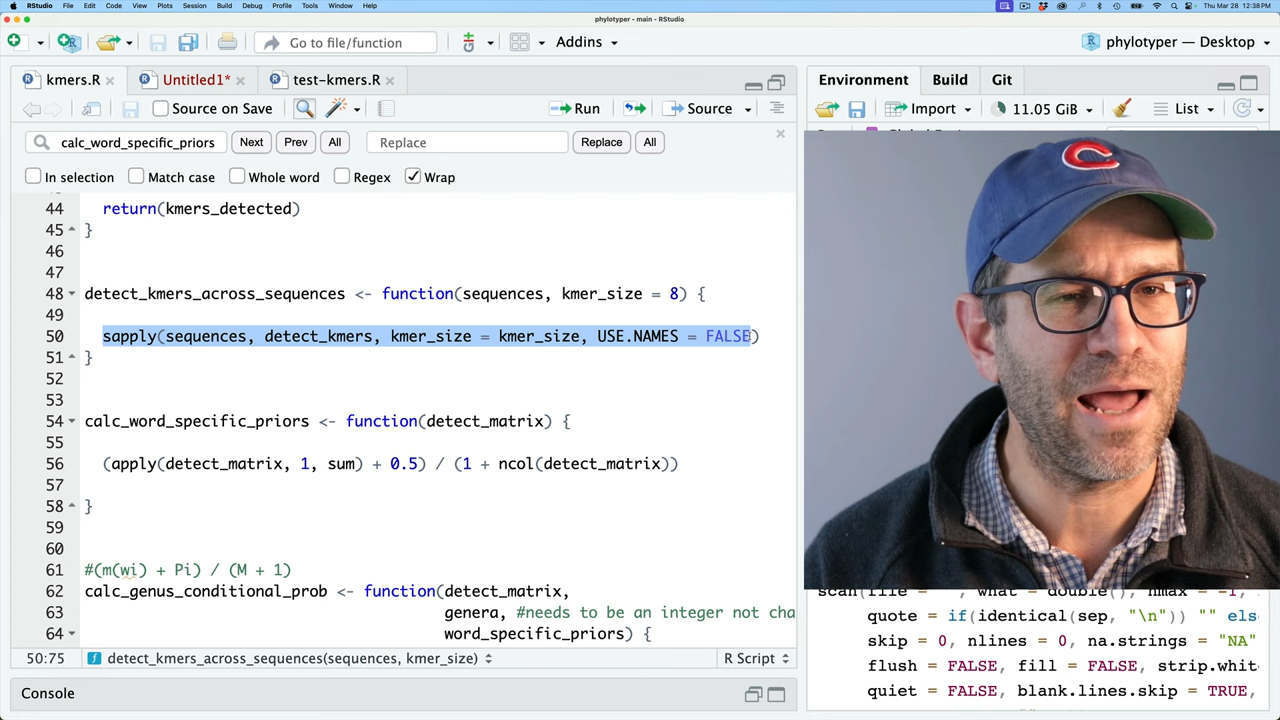 RStudio File Edit Code View Plots Session Build Debug Profile Tools Window Help
Thu Mar 28 12:38 PM
phylotyper - main - RStudio
Go to file/function
Addins
phylotyper — Desktop
kmers.R
Untitled1*
test-kmers.R
Source on Save
Run
Source
calc_word_specific_priors
Next
Prev
All
Replace
Replace
All
In selection
Match case
Whole word
Regex
Wrap
44 return(kmers_detected)
45 }
46
47
48 detect_kmers_across_sequences <- function(sequences, kmer_size = 8) {
49
50 sapply(sequences, detect_kmers, kmer_size = kmer_size, USE.NAMES = FALSE)
51 }
52
53
54 calc_word_specific_priors <- function(detect_matrix) {
55
56 (apply(detect_matrix, 1, sum) + 0.5) / (1 + ncol(detect_matrix))
57
58 }
59
60
61 #(m(wi) + Pi) / (M + 1)
62 calc_genus_conditional_prob <- function(detect_matrix,
63 genera, #needs to be an integer not cha
64 word_specific_priors) {
50:75 detect_kmers_across_sequences(sequences, kmer_size) R Script
Console
Environment
Build
Git
Import
11.05 GiB
List
quote = if(identical(sep, "\n")) "" els
skip = 0, nlines = 0, na.strings = "NA"
flush = FALSE, fill = FALSE, strip.whit
quiet = FALSE, blank.lines.skip = TRUE,